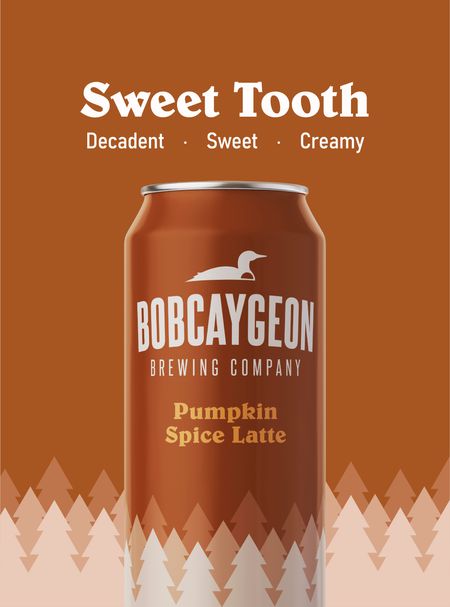 Sweet Tooth
Decadent · Sweet · Creamy
BOBCAYGEON
BREWING COMPANY
Pumpkin
Spice Latte